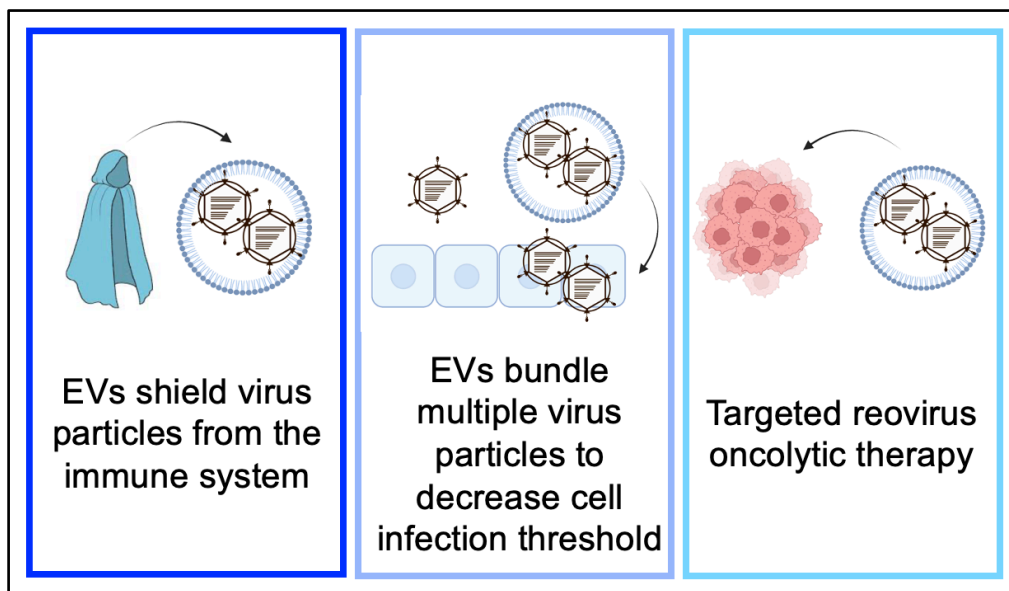 EVs shield virus
particles from the
immune system
EVs bundle
multiple virus
particles to
decrease cell
infection threshold
Targeted reovirus
oncolytic therapy